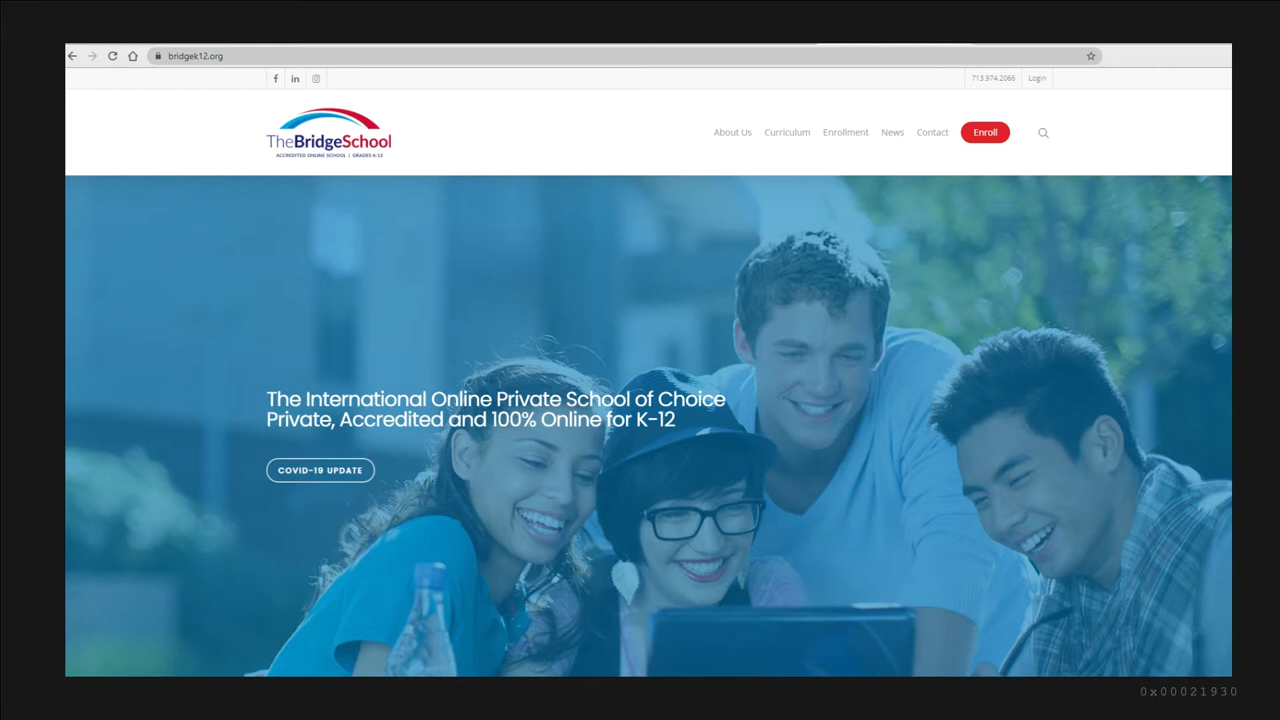 bridgek12.org
713.974.2066 Login
TheBridgeSchool
ACCREDITED ONLINE SCHOOL | GRADES K-12
About Us Curriculum Enrollment News Contact Enroll
The International Online Private School of Choice
Private, Accredited and 100% Online for K-12
COVID-19 UPDATE
0x00021930